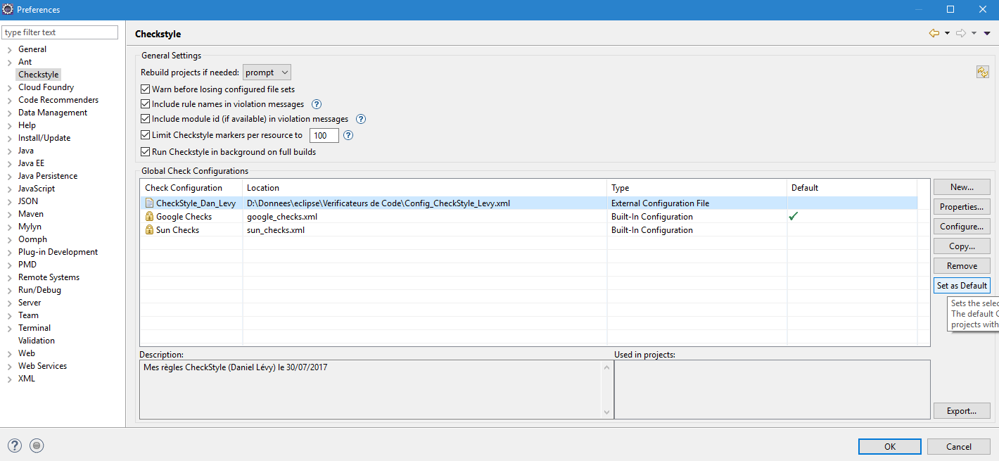 Preferences
type filter text
General
Ant
Checkstyle
Cloud Foundry
Code Recommenders
Data Management
Help
Install/Update
Java
Java EE
Java Persistence
JavaScript
JSON
Maven
Mylyn
Oomph
Plug-in Development
PMD
Remote Systems
Run/Debug
Server
Team
Terminal
Validation
Web
Web Services
XML
Checkstyle
General Settings
Rebuild projects if needed: prompt
Warn before losing configured file sets
Include rule names in violation messages ?
Include module id (if available) in violation messages ?
Limit Checkstyle markers per resource to 100 ?
Run Checkstyle in background on full builds
Global Check Configurations
Check Configuration Location Type Default
CheckStyle_Dan_Levy D:\Donnees\eclipse\Verificateurs de Code\Config_CheckStyle_Levy.xml External Configuration File
Google Checks google_checks.xml Built-In Configuration
Sun Checks sun_checks.xml Built-In Configuration
New...
Properties...
Configure...
Copy...
Remove
Set as Default
Sets the selec
The default C
projects with
Description: Used in projects:
Mes règles CheckStyle (Daniel Lévy) le 30/07/2017
Export...
? OK Cancel